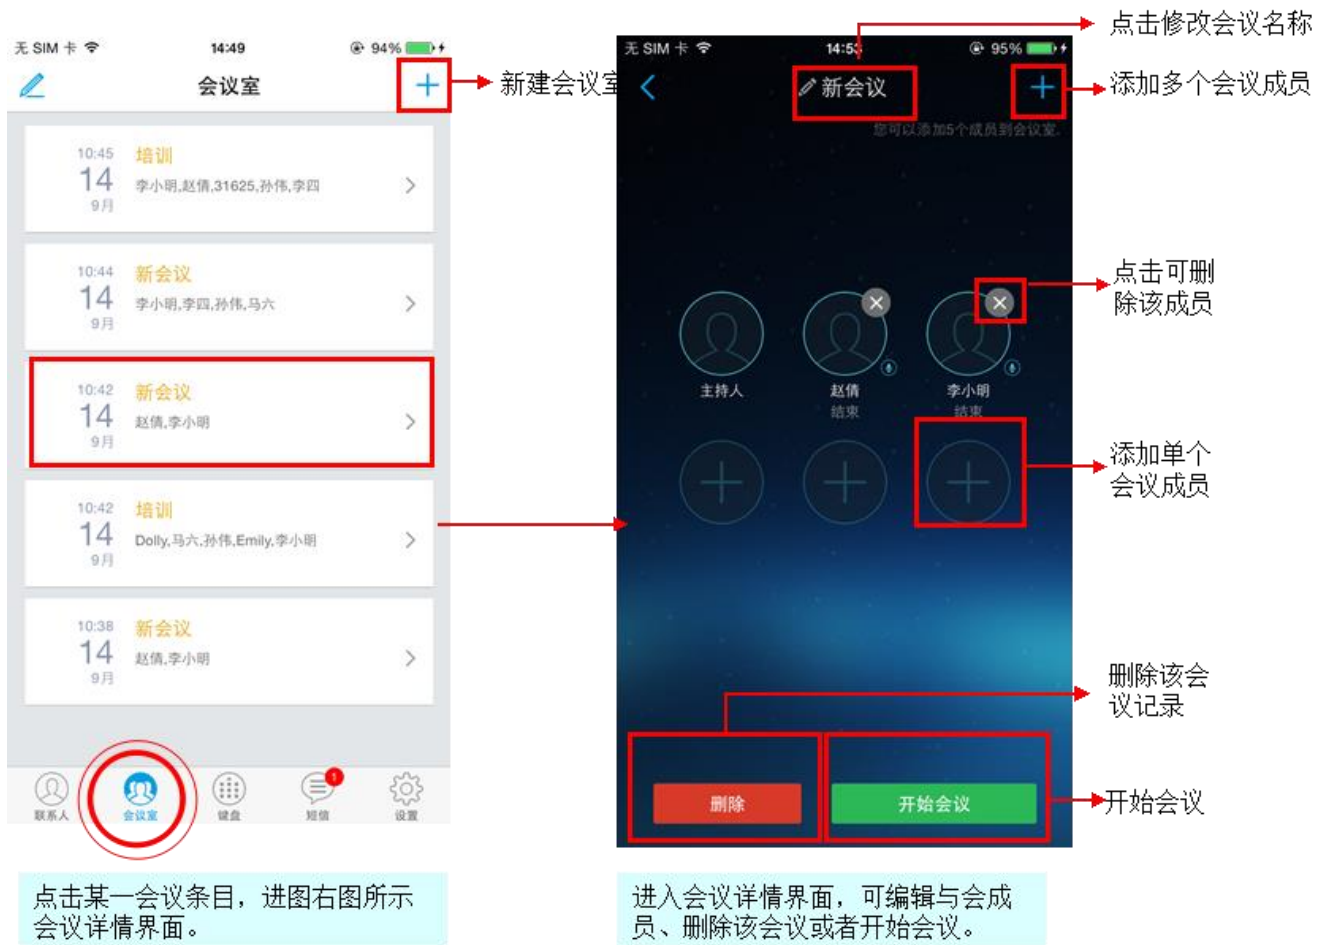 点击修改会议名称
无 SIM 卡
14:49
94%
会议室
新建会议室
无 SIM 卡
14:53
95%
新会议
添加多个会议成员
您可以添加5个成员到会议室.
10:45
14
9月
培训
李小明,赵倩,31625,孙伟,李四
10:44
14
9月
新会议
李小明,李四,孙伟,马六
10:42
14
9月
新会议
赵倩,李小明
10:42
14
9月
培训
Dolly,马六,孙伟,Emily,李小明
10:38
14
9月
新会议
赵倩,李小明
联系人
会议室
键盘
1
短信
设置
点击可删
除该成员
主持人
赵倩
结束
李小明
结束
添加单个
会议成员
删除该会
议记录
删除
开始会议
开始会议
点击某一会议条目，进图右图所示
会议详情界面。
进入会议详情界面，可编辑与会成
员、删除该会议或者开始会议。